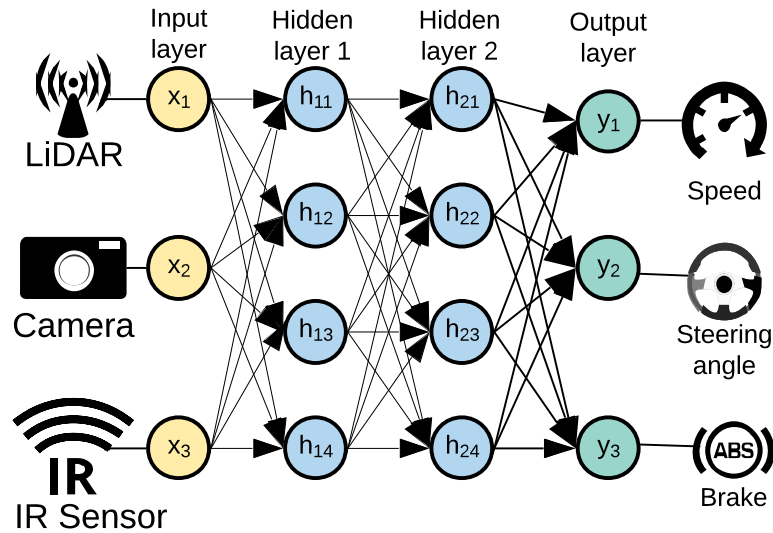 Input
layer
Hidden
layer 1
Hidden
layer 2
Output
layer
x1
h11
h21
y1
LiDAR
Speed
h12
h22
x2
y2
Camera
Steering
angle
h13
h23
x3
h14
h24
y3
ABS
IR
IR Sensor
Brake